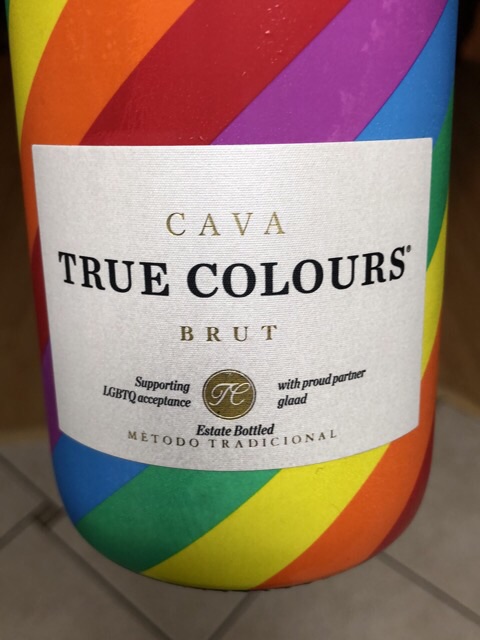 CAVA
TRUE COLOURS®
BRUT
Supporting
LGBTQ acceptance
TC
with proud partner
glaad
Estate Bottled
MÉTODO TRADICIONAL